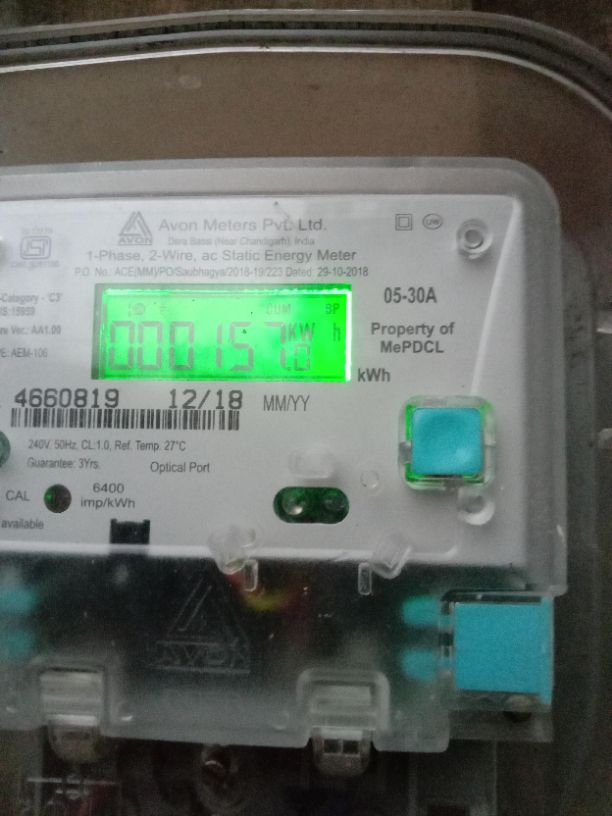 Avon Meters Pvt. Ltd.
AVON
Dera Bassi (Near Chandigarh), India
1-Phase, 2-Wire, ac Static Energy Meter
P.O. No.: ACE(MM)/PO/Saubhagya/2018-19/223 Dated: 29-10-2018
-Category - 'C3'
IS:15959
Ver.: AA1.00
AEM-106
CUM BP
05-30A
KW h
Property of
MePDCL
kWh
4660819 12/18 MM/YY
240V, 50Hz, CL:1.0, Ref. Temp. 27°C
Guarantee: 3Yrs.
Optical Port
CAL
6400
imp/kWh
available
AVON